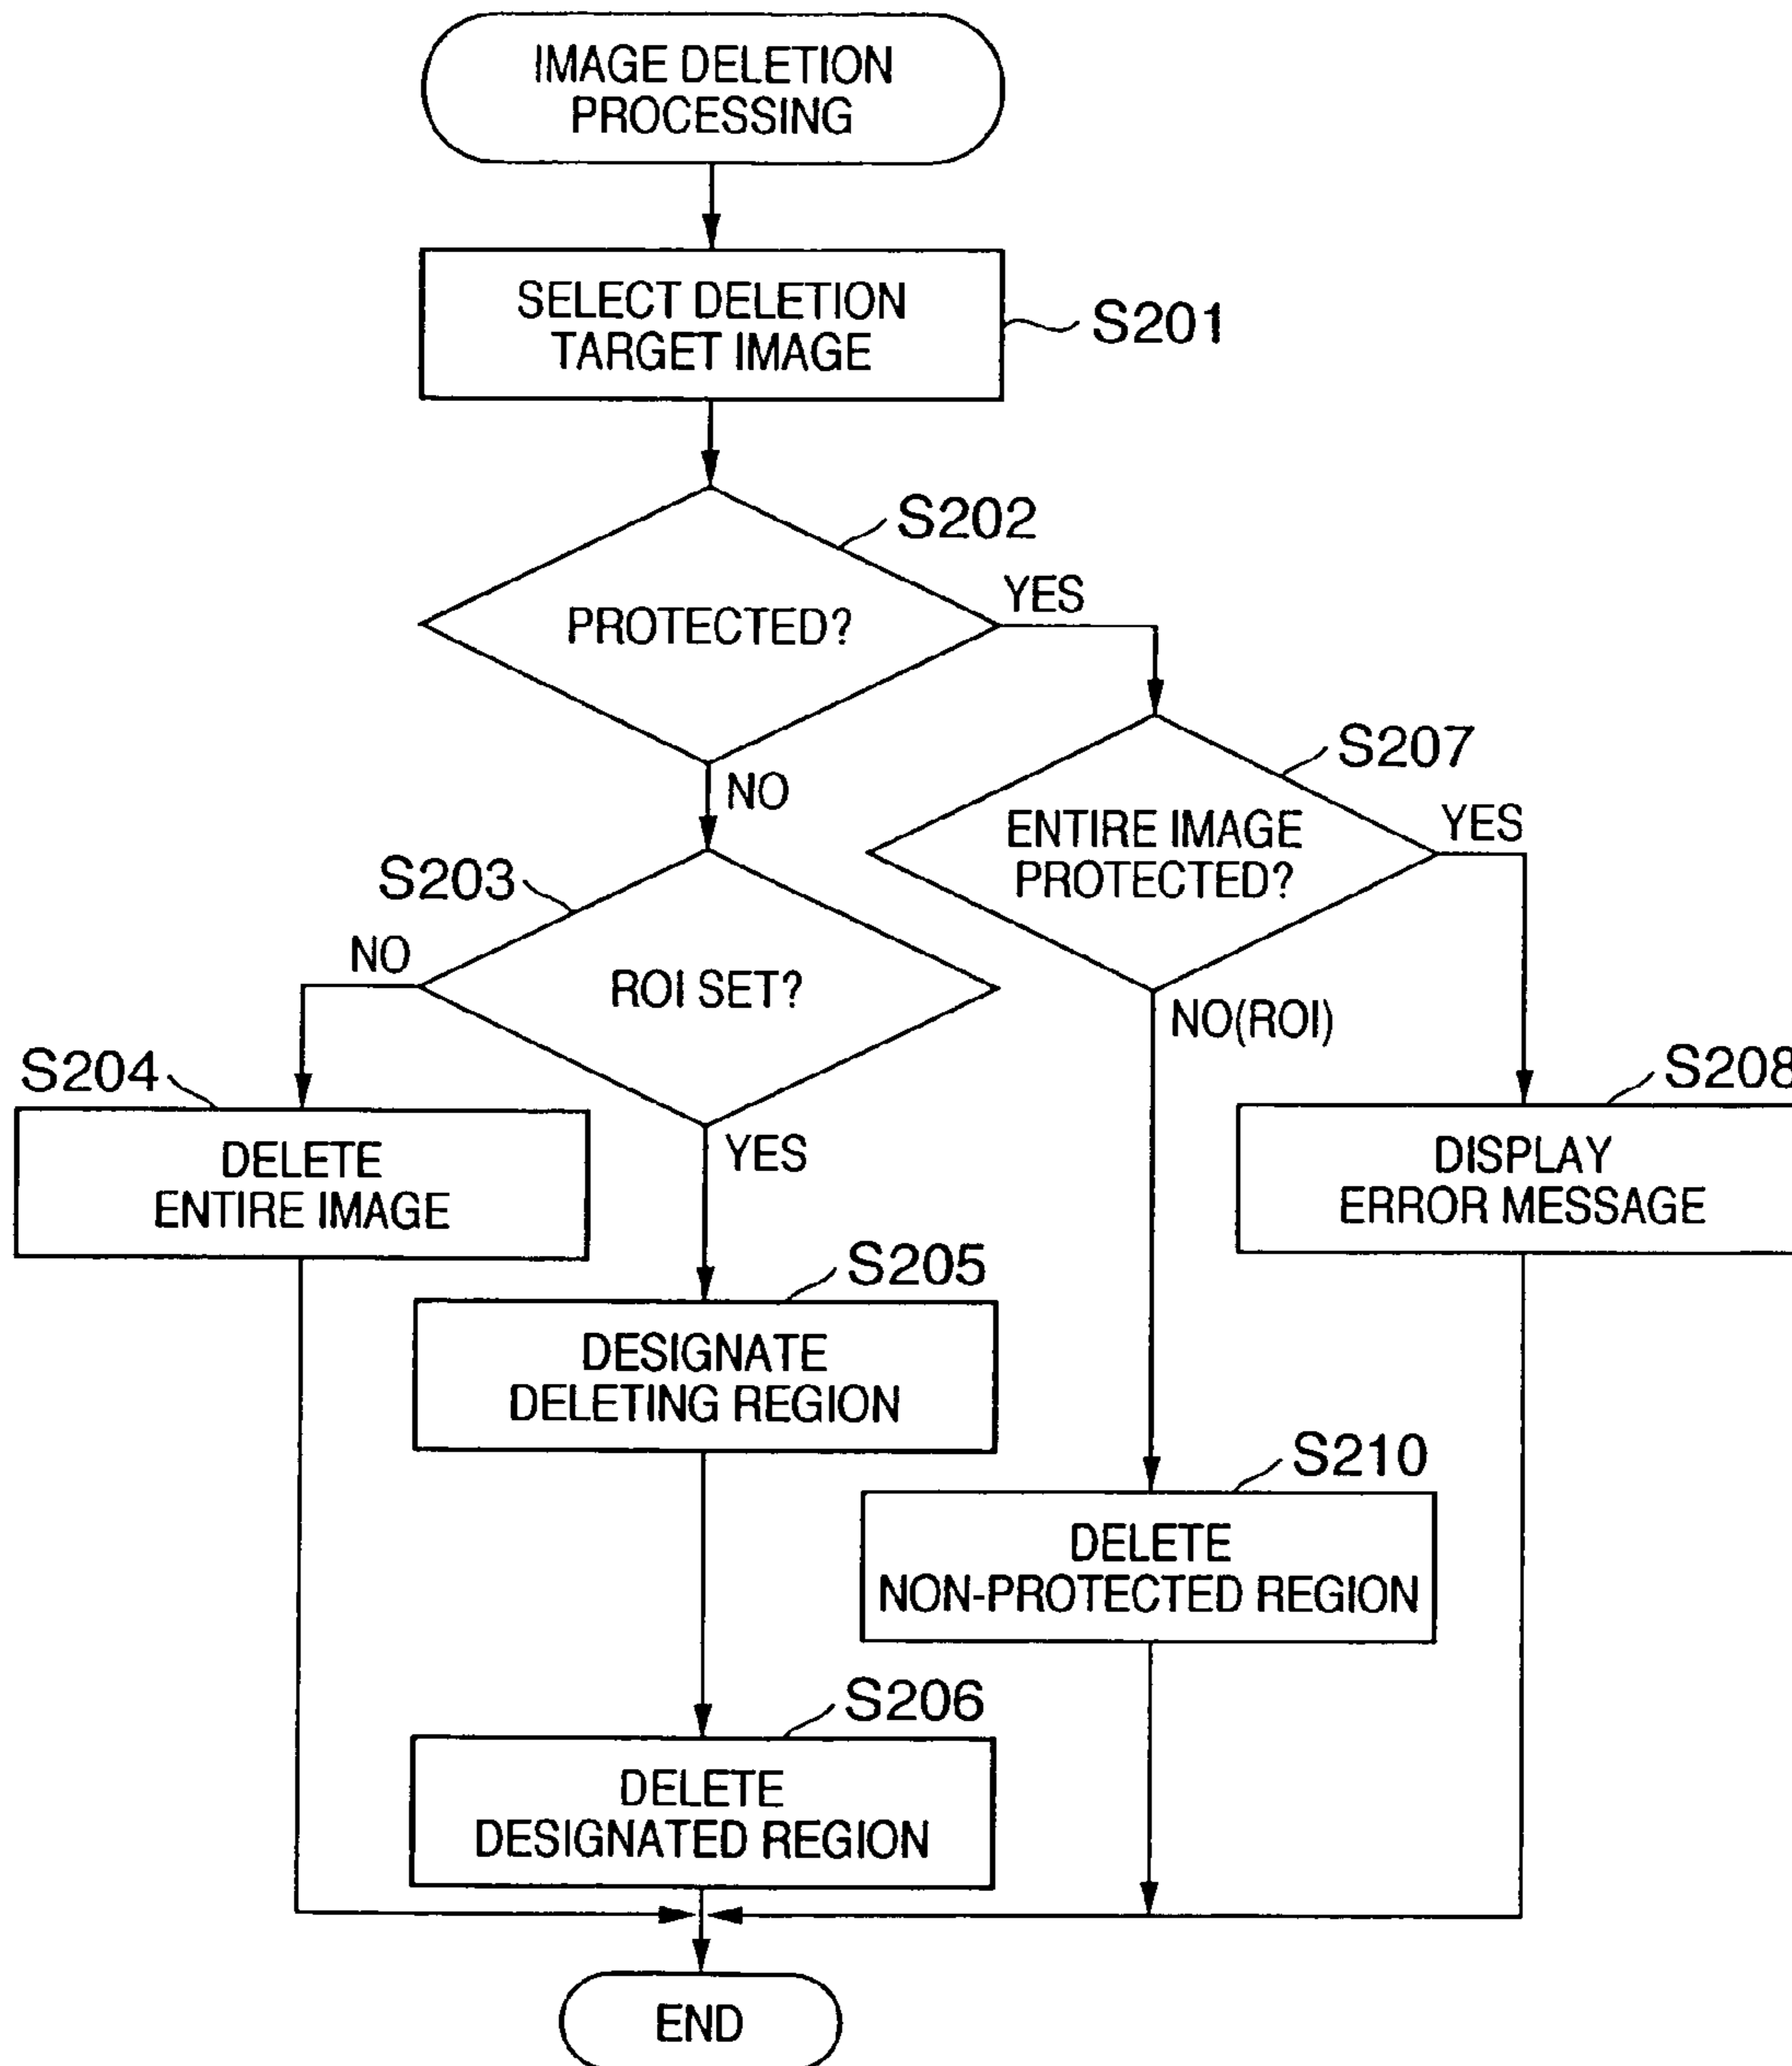 IMAGE DELETION
PROCESSING
SELECT DELETION
TARGET IMAGE
S201
S202
PROTECTED?
YES
NO
S207
ENTIRE IMAGE
PROTECTED?
YES
NO(ROI)
S203
ROI SET?
NO
YES
S204
DELETE
ENTIRE IMAGE
S208
DISPLAY
ERROR MESSAGE
S205
DESIGNATE
DELETING REGION
S210
DELETE
NON-PROTECTED REGION
S206
DELETE
DESIGNATED REGION
END